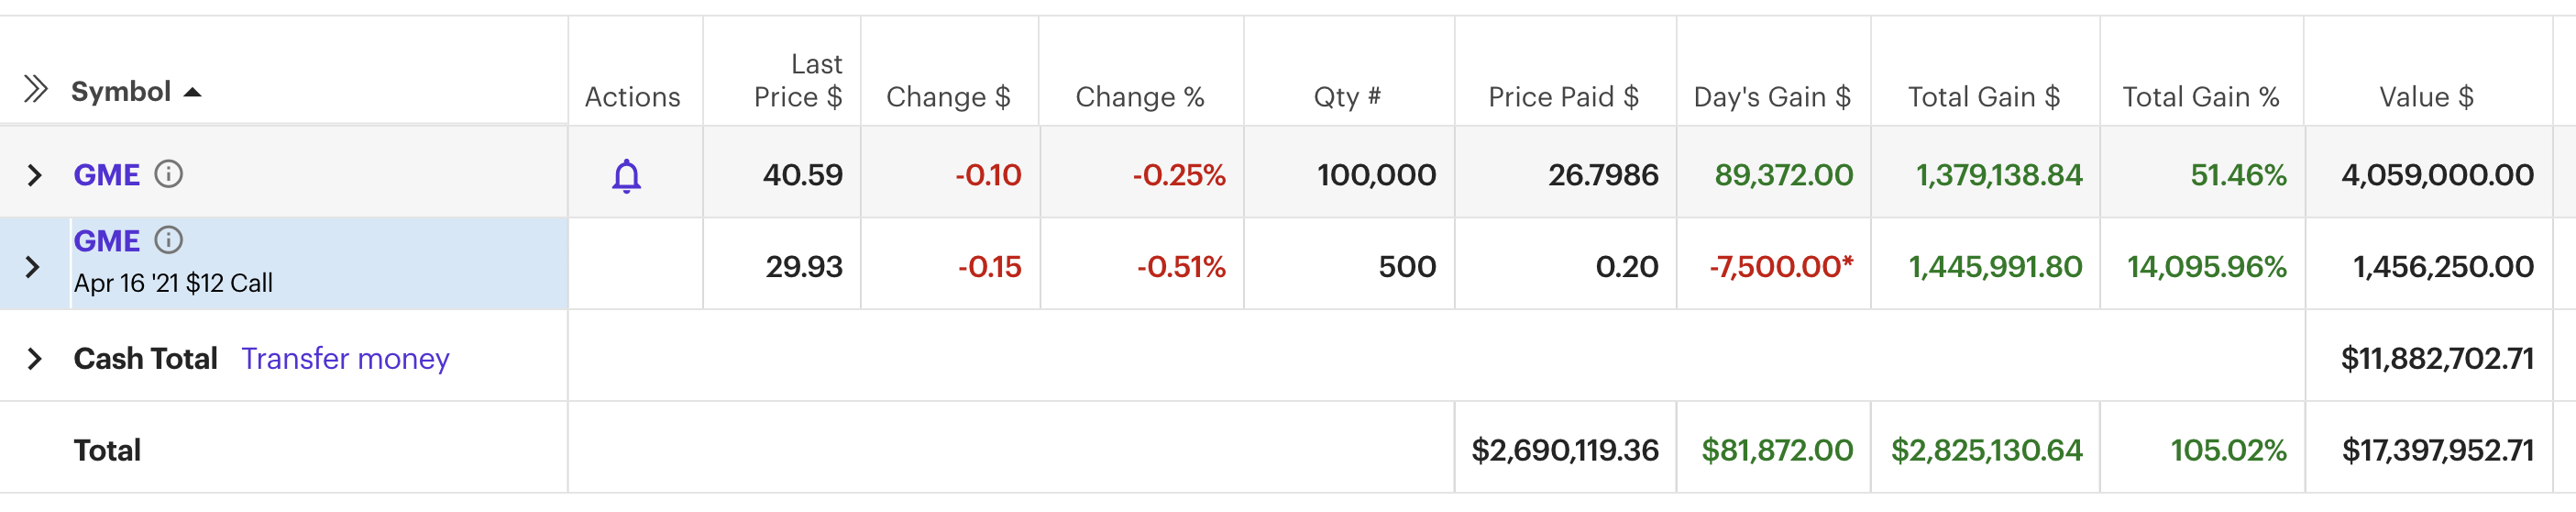 Symbol Actions Last Price $ Change $ Change % Qty # Price Paid $ Day's Gain $ Total Gain $ Total Gain % Value $
GME 40.59 -0.10 -0.25% 100,000 26.7986 89,372.00 1,379,138.84 51.46% 4,059,000.00
GME
Apr 16 '21 $12 Call 29.93 -0.15 -0.51% 500 0.20 -7,500.00* 1,445,991.80 14,095.96% 1,456,250.00
Cash Total Transfer money $11,882,702.71
Total $2,690,119.36 $81,872.00 $2,825,130.64 105.02% $17,397,952.71